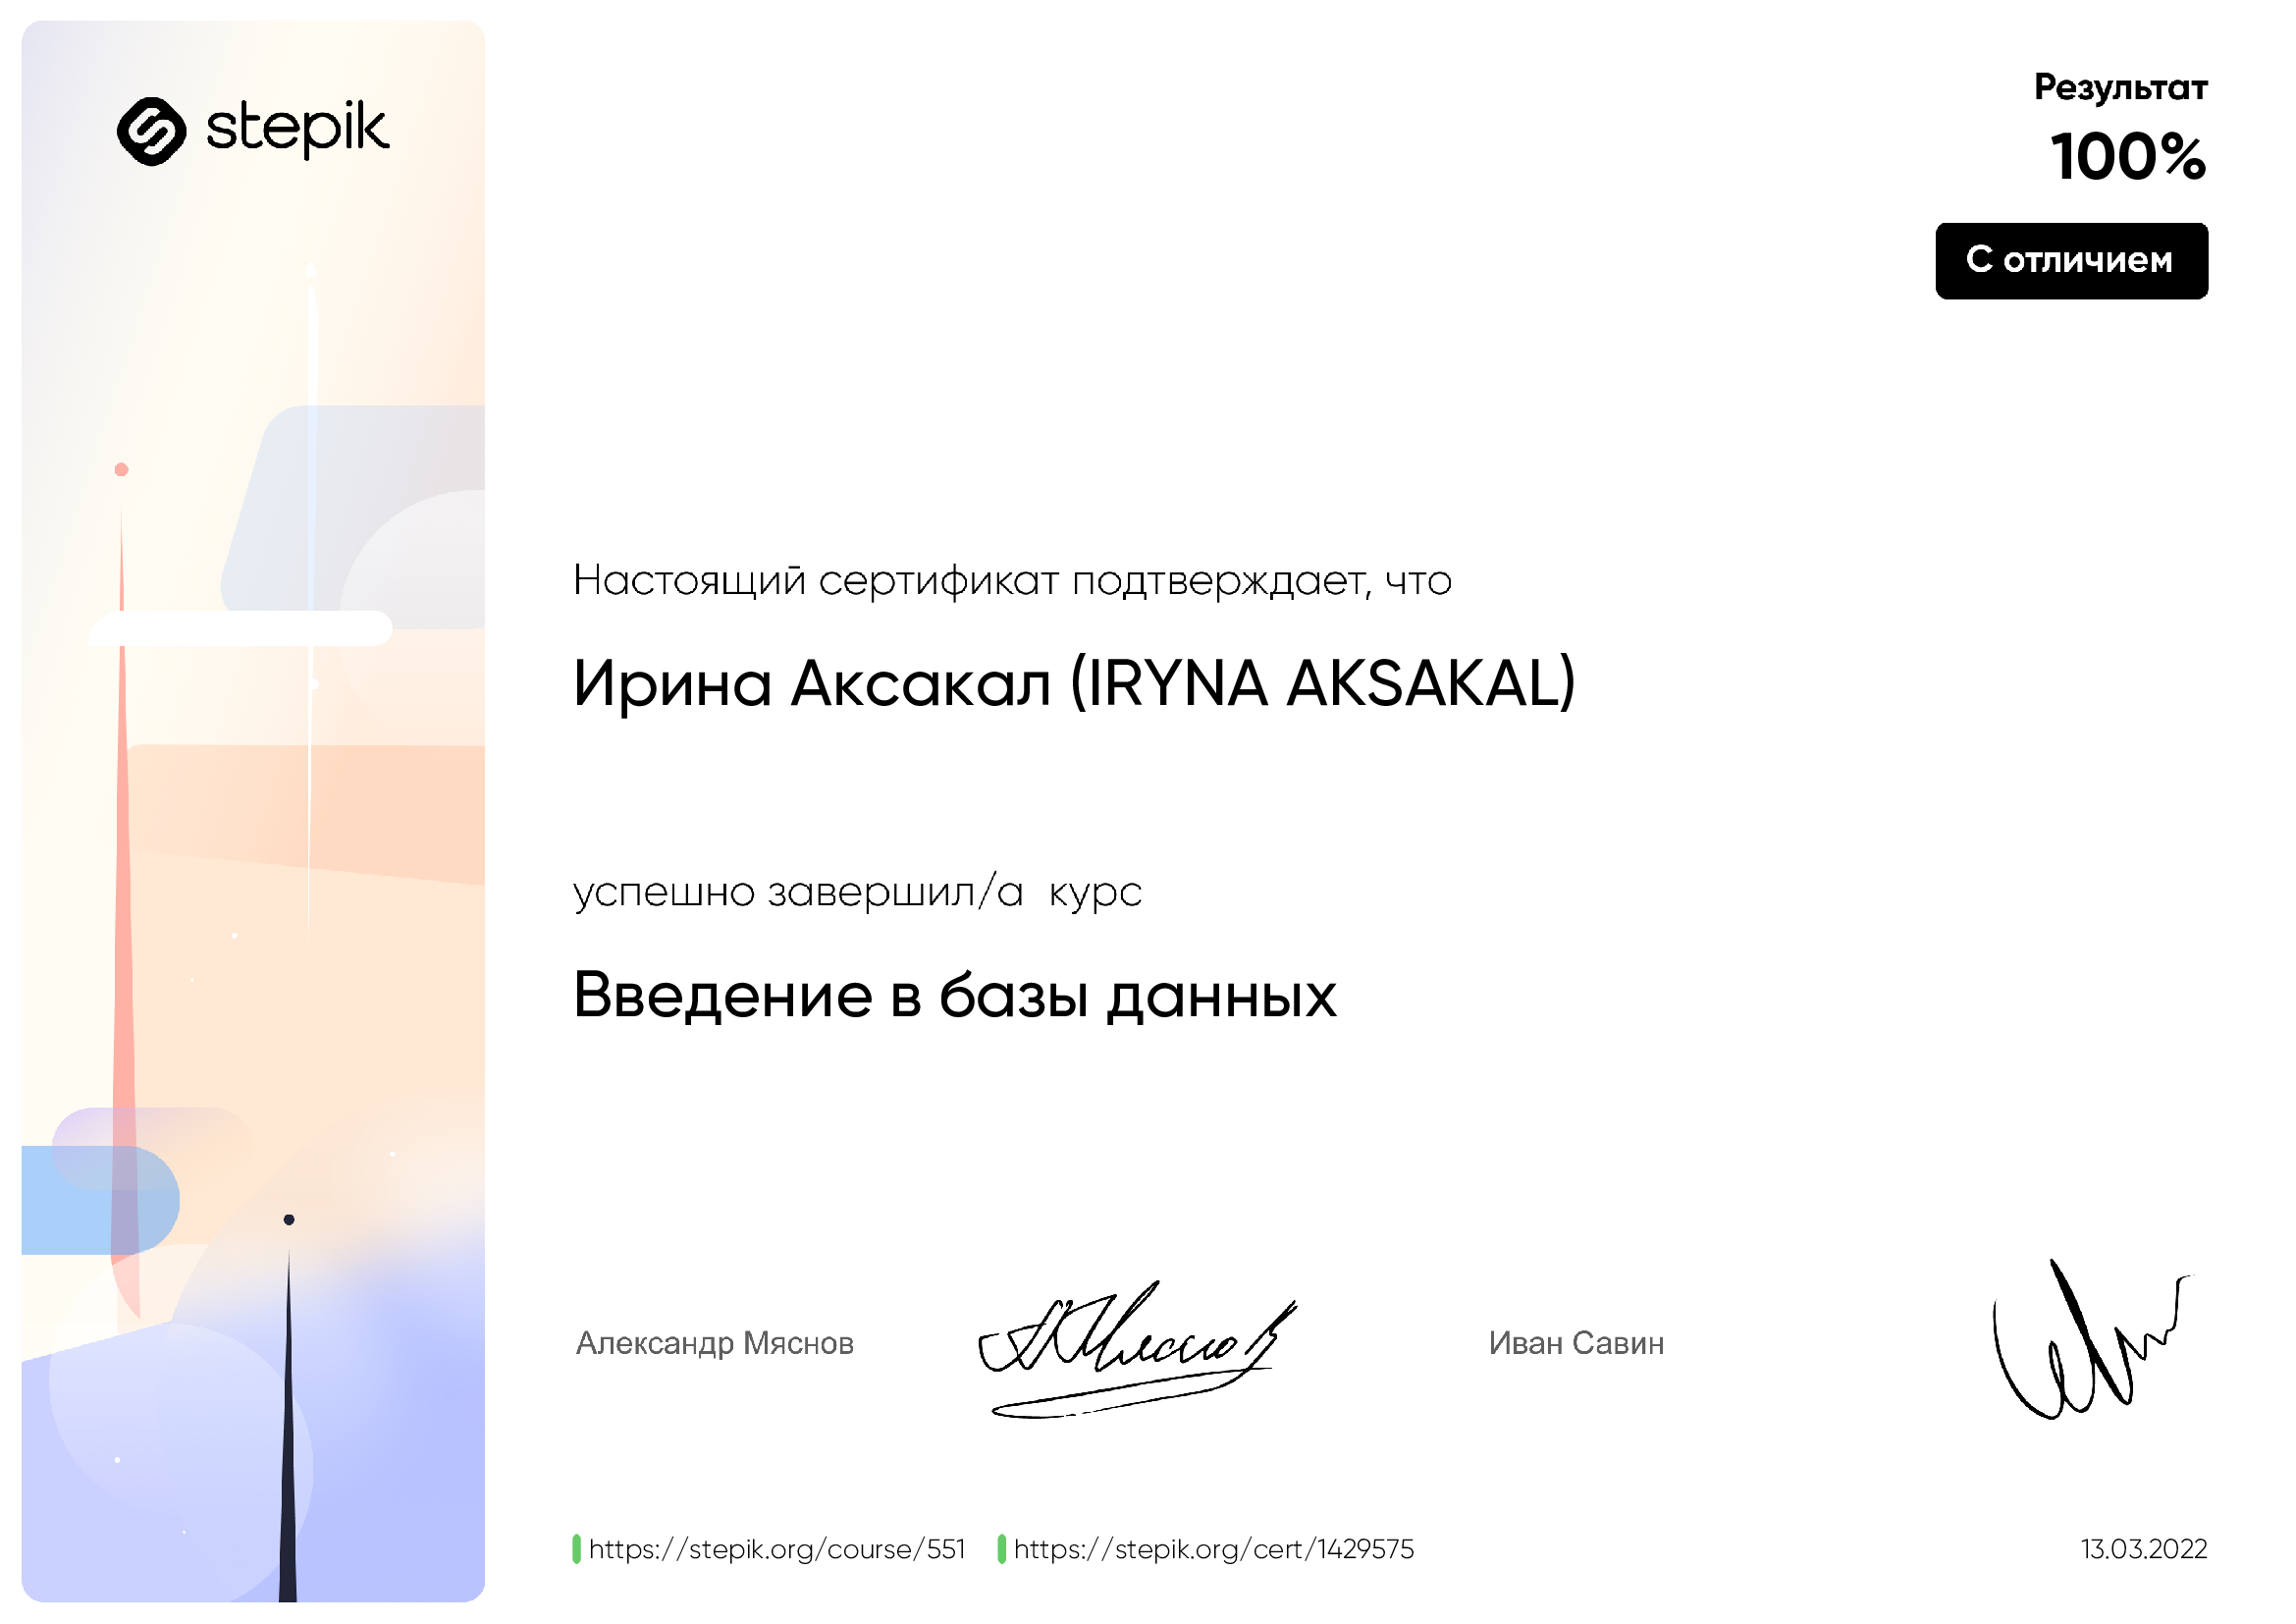 stepik
Результат
100%
С отличием
Настоящий сертификат подтверждает, что
Ирина Аксакал (IRYNA AKSAKAL)
успешно завершил/а курс
Введение в базы данных
Александр Мяснов
Иван Савин
https://stepik.org/course/551
https://stepik.org/cert/1429575
13.03.2022